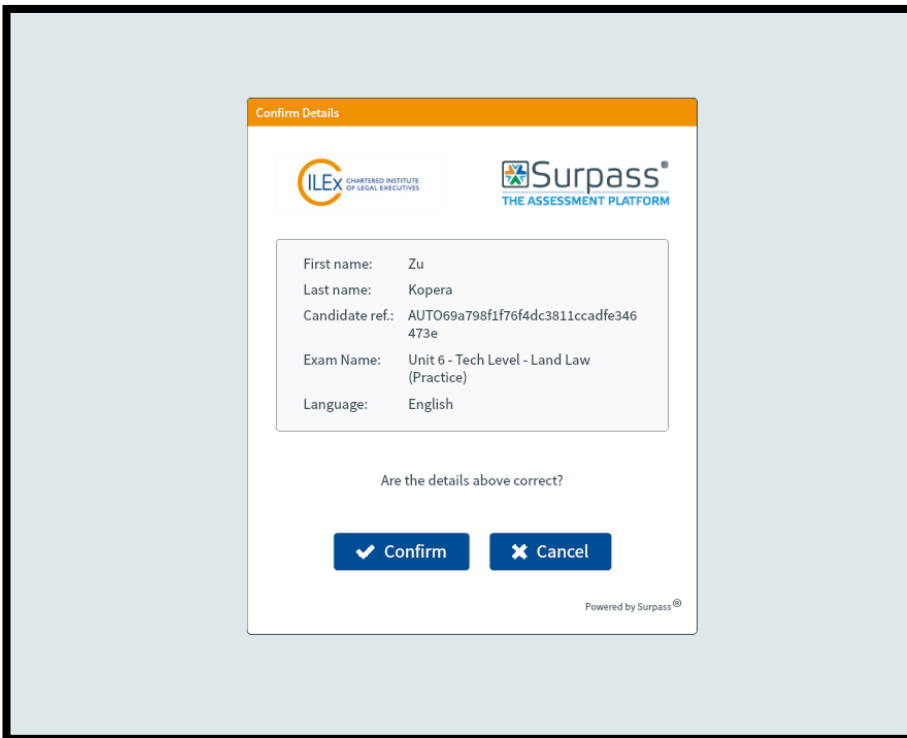 Confirm Details
CILEx CHARTERED INSTITUTE
OF LEGAL EXECUTIVES
Surpass®
THE ASSESSMENT PLATFORM
First name: Zu
Last name: Kopera
Candidate ref.: AUTO69a798f1f76f4dc3811ccadfe346
473e
Exam Name: Unit 6 - Tech Level - Land Law
(Practice)
Language: English
Are the details above correct?
Confirm Cancel
Powered by Surpass®